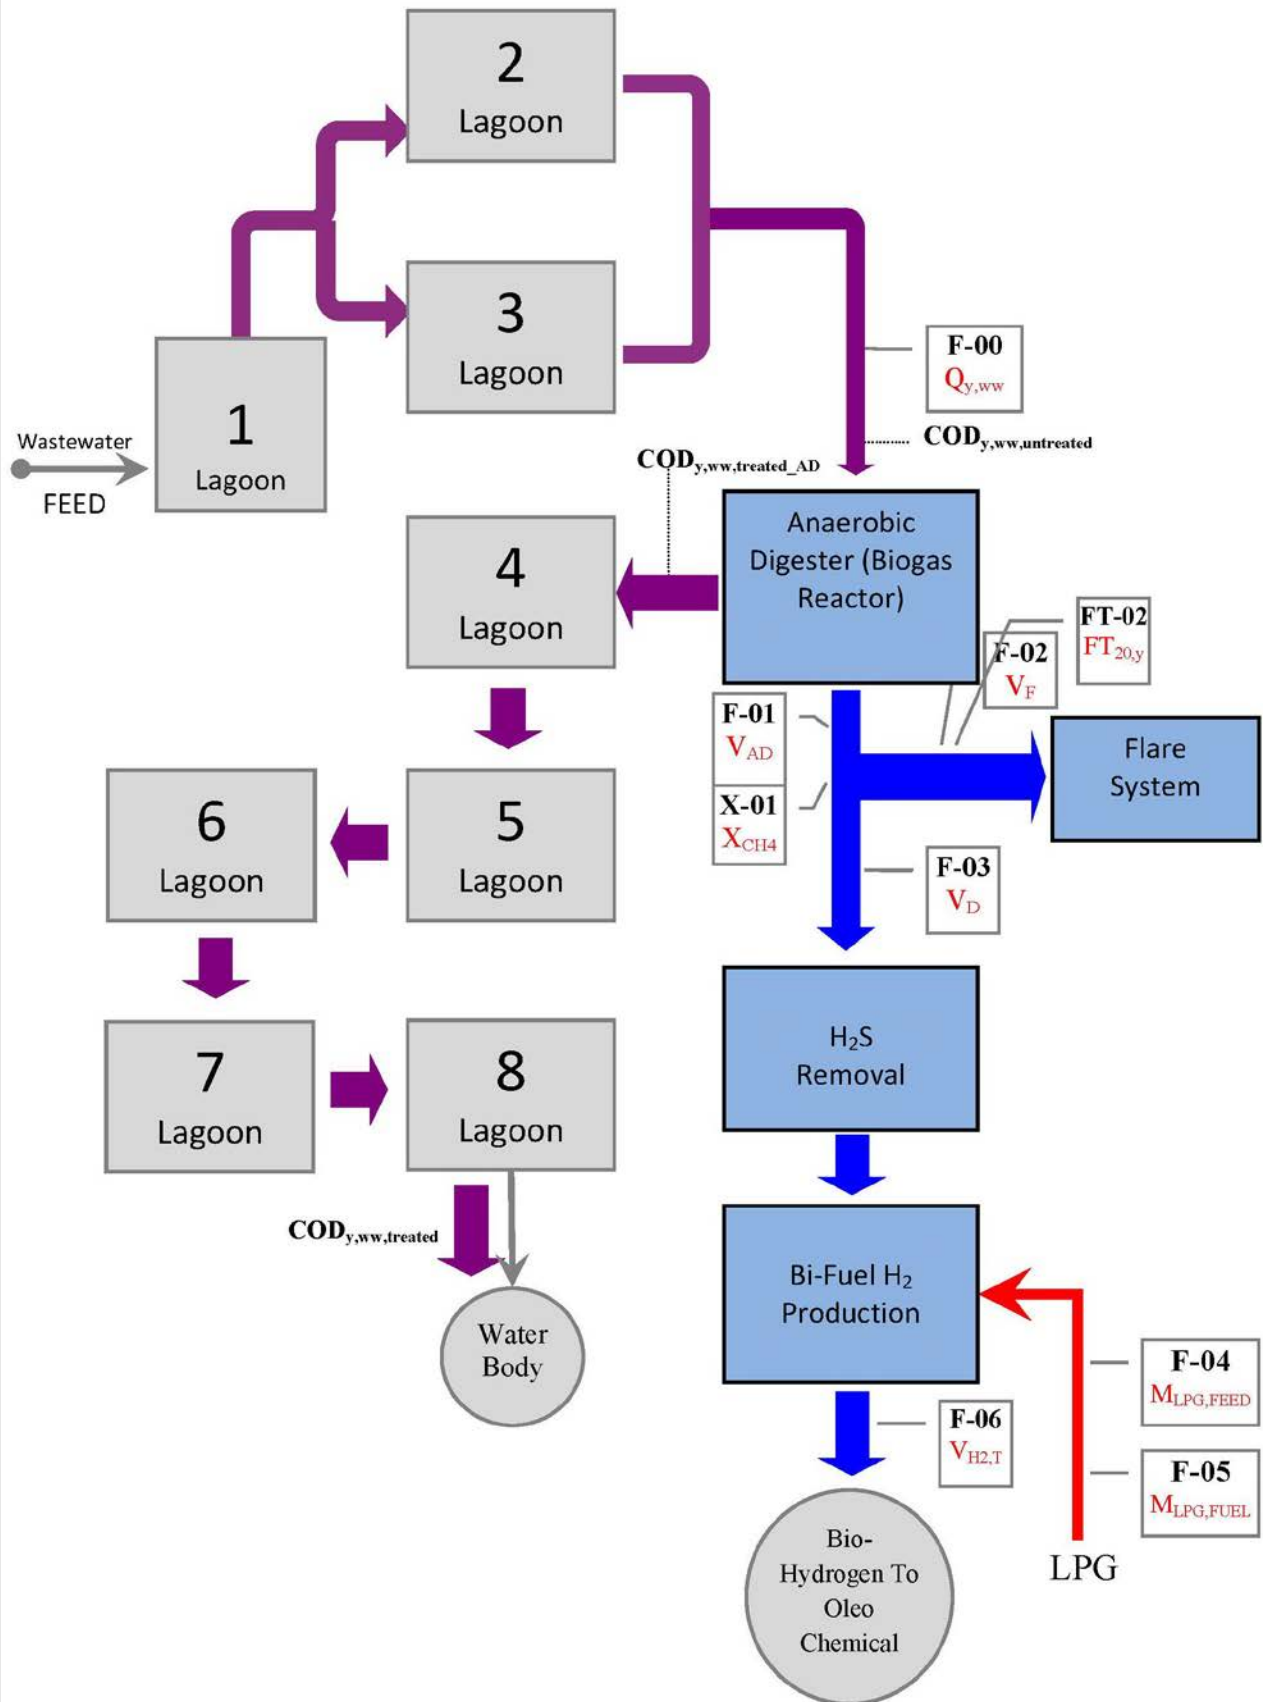 2
Lagoon
3
Lagoon
1
Lagoon
Wastewater
FEED
F-00
Qy,ww
CODy,ww,untreated
CODy,ww,treated_AD
Anaerobic
Digester (Biogas
Reactor)
4
Lagoon
FT-02
FT20,y
F-02
VF
F-01
VAD
X-01
XCH4
Flare
System
6
Lagoon
5
Lagoon
F-03
VD
H2S
Removal
7
Lagoon
8
Lagoon
CODy,ww,treated
Water
Body
Bi-Fuel H2
Production
F-04
MLPG,FEED
F-05
MLPG,FUEL
LPG
F-06
VH2,T
Bio-
Hydrogen To
Oleo
Chemical